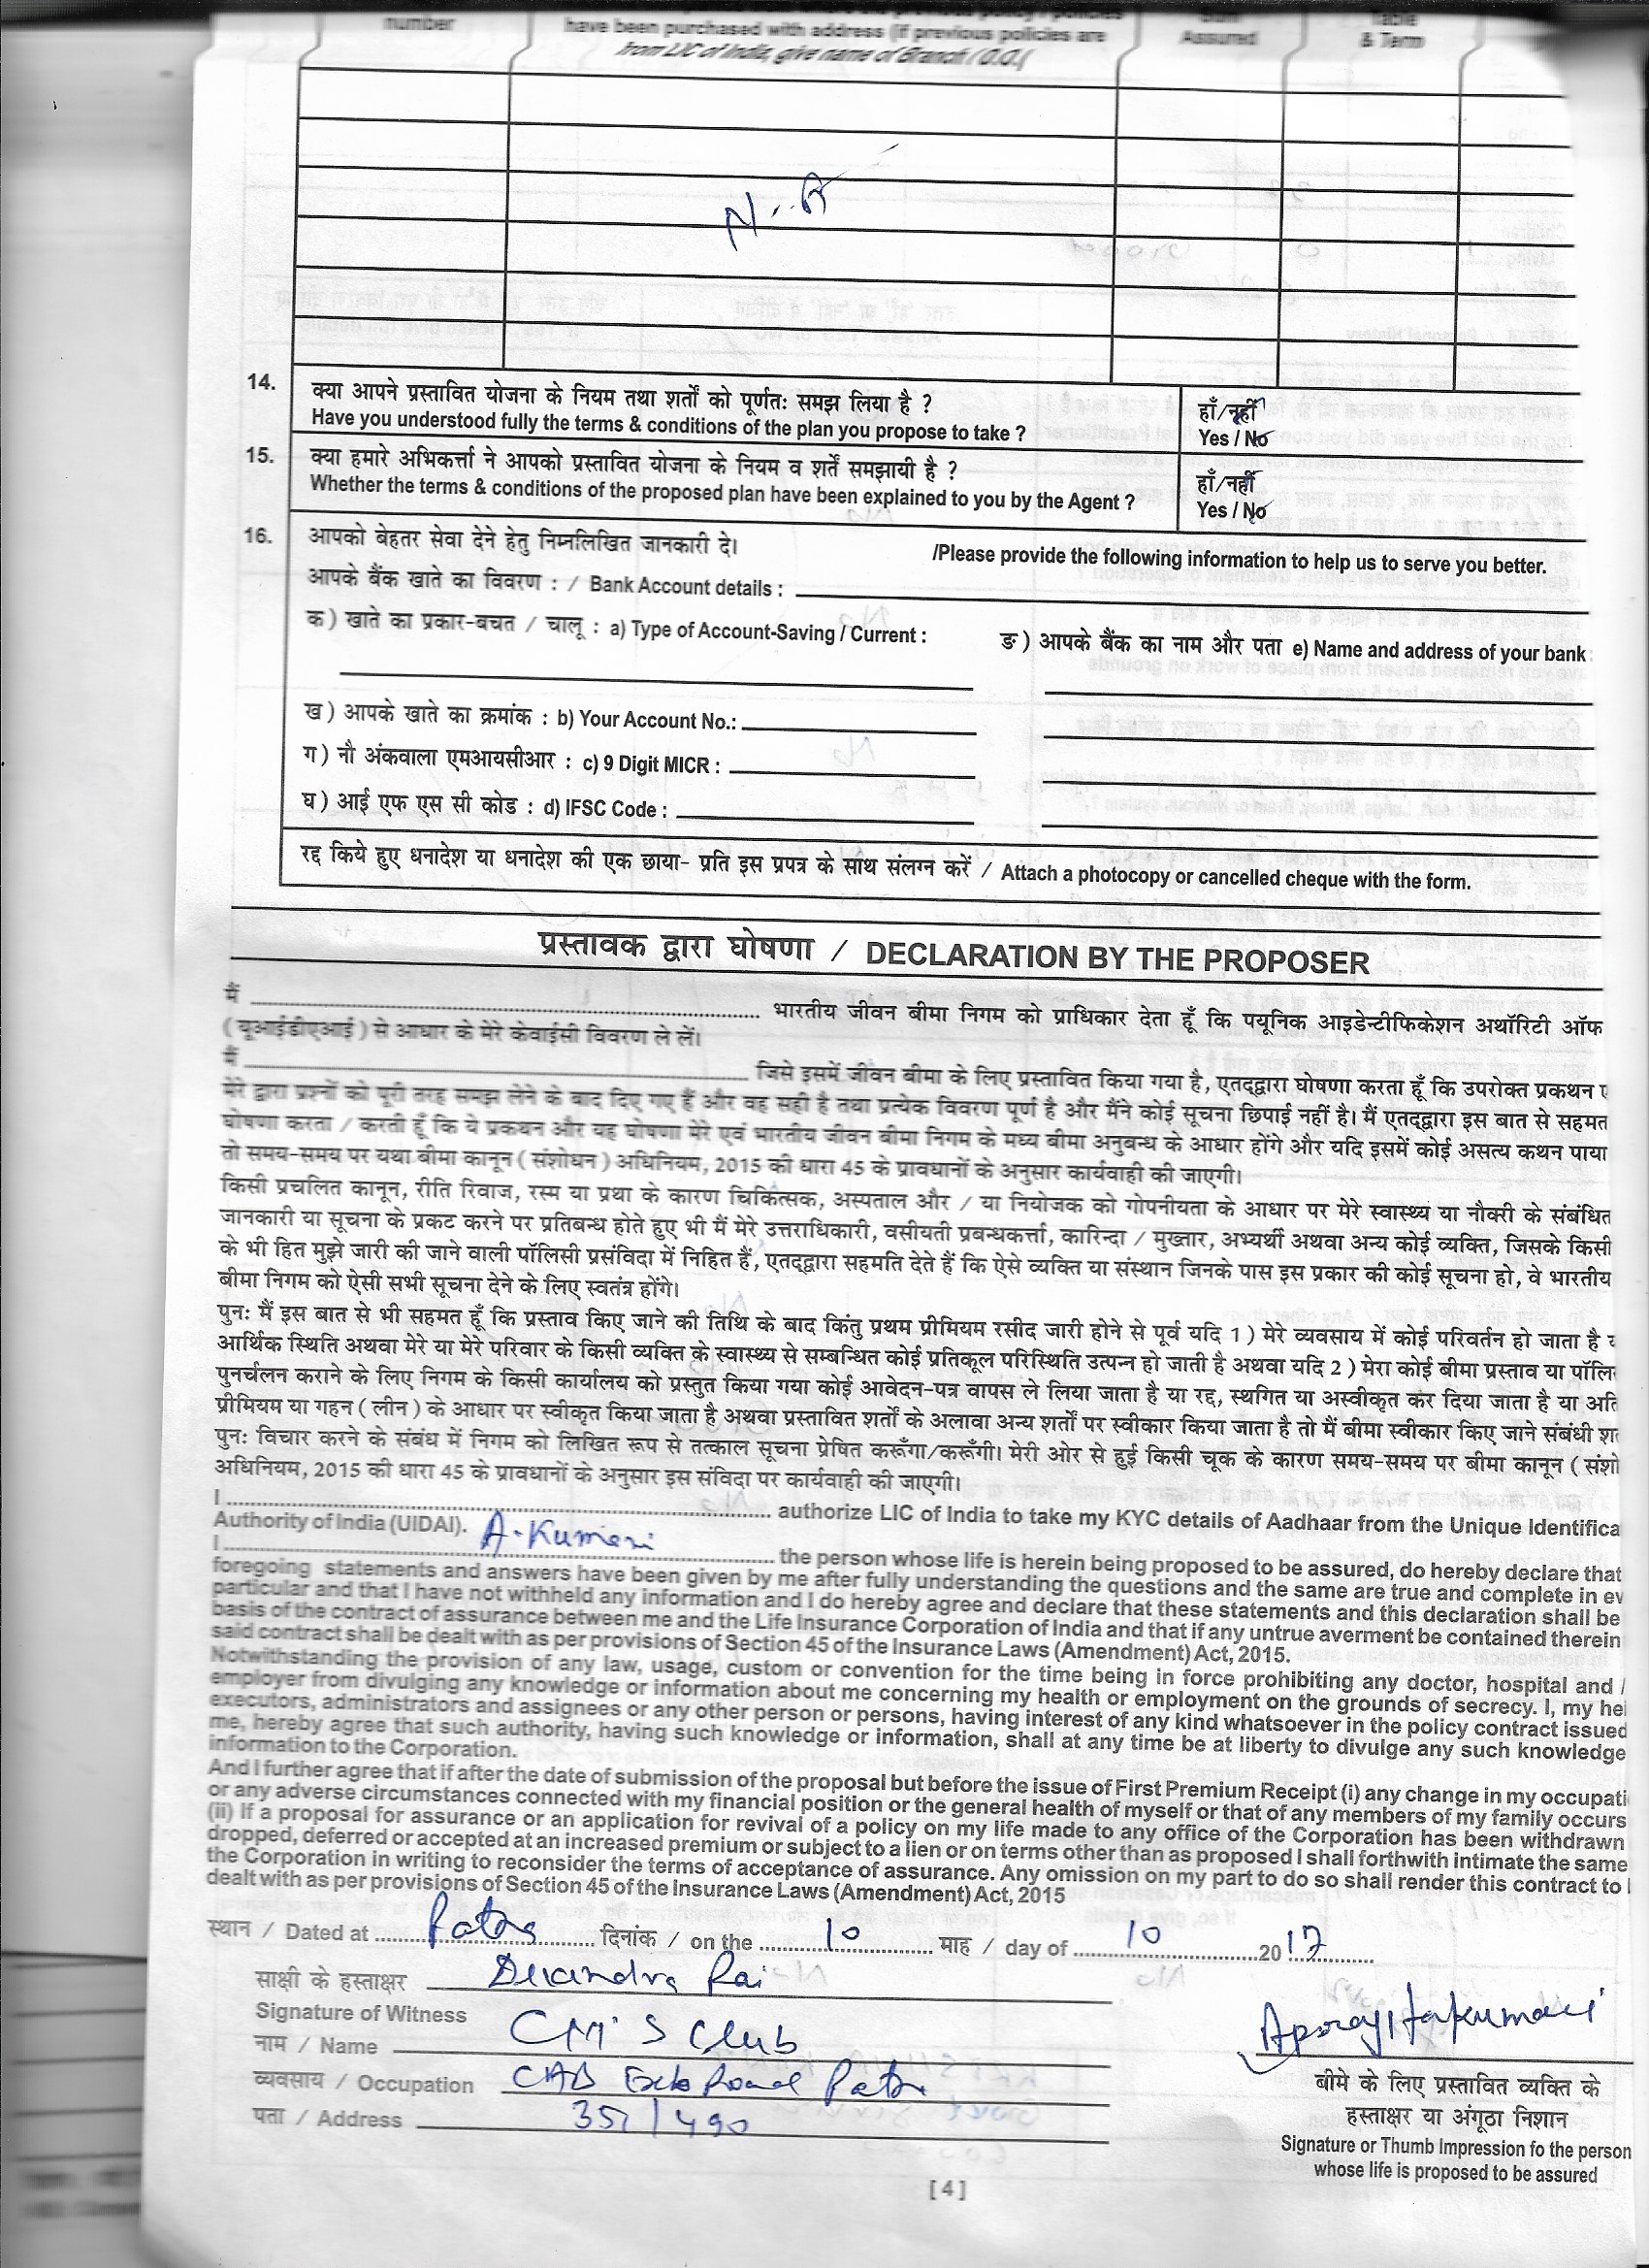 number
have been purchased with address (if previous policies are
from LIC of India, give name of Branch / D.O.(
Assured
Table
& Term
N.A
14. क्या आपने प्रस्तावित योजना के नियम तथा शर्तों को पूर्णतः समझ लिया है ?
हाँ/नहीं
Have you understood fully the terms & conditions of the plan you propose to take ?
Yes / No
15. क्या हमारे अभिकर्त्ता ने आपको प्रस्तावित योजना के नियम व शर्तें समझायी है ?
हाँ/नहीं
Whether the terms & conditions of the proposed plan have been explained to you by the Agent ?
Yes / No
16. आपको बेहतर सेवा देने हेतु निम्नलिखित जानकारी दे। /Please provide the following information to help us to serve you better.
आपके बैंक खाते का विवरण : / Bank Account details :
क) खाते का प्रकार-बचत / चालू : a) Type of Account-Saving / Current :
ङ) आपके बैंक का नाम और पता e) Name and address of your bank
ख) आपके खाते का क्रमांक : b) Your Account No.:
ग) नौ अंकवाला एमआयसीआर : c) 9 Digit MICR :
घ) आई एफ एस सी कोड : d) IFSC Code :
रद्द किये हुए धनादेश या धनादेश की एक छाया- प्रति इस प्रपत्र के साथ संलग्न करें / Attach a photocopy or cancelled cheque with the form.
प्रस्तावक द्वारा घोषणा / DECLARATION BY THE PROPOSER
मैं ........ भारतीय जीवन बीमा निगम को प्राधिकार देता हूँ कि पयूनिक आइडेन्टीफिकेशन अथॉरिटी ऑफ
(यूआईडीएआई) से आधार के मेरे केवाईसी विवरण ले लें।
मैं ........ जिसे इसमें जीवन बीमा के लिए प्रस्तावित किया गया है, एतद्द्वारा घोषणा करता हूँ कि उपरोक्त प्रकथन
मेरे द्वारा प्रश्नों को पूरी तरह समझ लेने के बाद दिए गए हैं और वह सही है तथा प्रत्येक विवरण पूर्ण है और मैंने कोई सूचना छिपाई नहीं है। मैं एतद्द्वारा इस बात से सहमत
घोषणा करता / करती हूँ कि ये प्रकथन और यह घोषणा मेरे एवं भारतीय जीवन बीमा निगम के मध्य बीमा अनुबन्ध के आधार होंगे और यदि इसमें कोई असत्य कथन पाया
तो समय-समय पर यथा बीमा कानून (संशोधन) अधिनियम, 2015 की धारा 45 के प्रावधानों के अनुसार कार्यवाही की जाएगी।
किसी प्रचलित कानून, रीति रिवाज, रस्म या प्रथा के कारण चिकित्सक, अस्पताल और / या नियोजक को गोपनीयता के आधार पर मेरे स्वास्थ्य या नौकरी के संबंधित
जानकारी या सूचना के प्रकट करने पर प्रतिबन्ध होते हुए भी मैं मेरे उत्तराधिकारी, वसीयती प्रबन्धकर्त्ता, कारिन्दा / मुख्तार, अभ्यर्थी अथवा अन्य कोई व्यक्ति, जिसके किसी
के भी हित मुझे जारी की जाने वाली पॉलिसी प्रसंविदा में निहित हैं, एतद्द्वारा सहमति देते हैं कि ऐसे व्यक्ति या संस्थान जिनके पास इस प्रकार की कोई सूचना हो, वे भारतीय
बीमा निगम को ऐसी सभी सूचना देने के लिए स्वतंत्र होंगे।
पुनः मैं इस बात से भी सहमत हूँ कि प्रस्ताव किए जाने की तिथि के बाद किंतु प्रथम प्रीमियम रसीद जारी होने से पूर्व यदि 1) मेरे व्यवसाय में कोई परिवर्तन हो जाता है
आर्थिक स्थिति अथवा मेरे या मेरे परिवार के किसी व्यक्ति के स्वास्थ्य से सम्बन्धित कोई प्रतिकूल परिस्थिति उत्पन्न हो जाती है अथवा यदि 2) मेरा कोई बीमा प्रस्ताव या पॉलि
पुनर्चलन कराने के लिए निगम के किसी कार्यालय को प्रस्तुत किया गया कोई आवेदन-पत्र वापस ले लिया जाता है या रद्द, स्थगित या अस्वीकृत कर दिया जाता है या अति
प्रीमियम या गहन (लीन) के आधार पर स्वीकृत किया जाता है अथवा प्रस्तावित शर्तों के अलावा अन्य शर्तों पर स्वीकार किया जाता है तो मैं बीमा स्वीकार किए जाने संबंधी
पुनः विचार करने के संबंध में निगम को लिखित रूप से तत्काल सूचना प्रेषित करूँगा/करूँगी। मेरी ओर से हुई किसी चूक के कारण समय-समय पर बीमा कानून (संशो
अधिनियम, 2015 की धारा 45 के प्रावधानों के अनुसार इस संविदा पर कार्यवाही की जाएगी।
I ........ authorize LIC of India to take my KYC details of Aadhaar from the Unique Identifica
Authority of India (UIDAI). A. Kumari
I ........ the person whose life is herein being proposed to be assured, do hereby declare that
foregoing statements and answers have been given by me after fully understanding the questions and the same are true and complete in ev
particular and that I have not withheld any information and I do hereby agree and declare that these statements and this declaration shall be
basis of the contract of assurance between me and the Life Insurance Corporation of India and that if any untrue averment be contained therein
said contract shall be dealt with as per provisions of Section 45 of the Insurance Laws (Amendment) Act, 2015.
Notwithstanding the provision of any law, usage, custom or convention for the time being in force prohibiting any doctor, hospital and /
employer from divulging any knowledge or information about me concerning my health or employment on the grounds of secrecy. I, my hei
executors, administrators and assignees or any other person or persons, having interest of any kind whatsoever in the policy contract issued
me, hereby agree that such authority, having such knowledge or information, shall at any time be at liberty to divulge any such knowledge
information to the Corporation.
And I further agree that if after the date of submission of the proposal but before the issue of First Premium Receipt (i) any change in my occupati
or any adverse circumstances connected with my financial position or the general health of myself or that of any members of my family occurs
(ii) If a proposal for assurance or an application for revival of a policy on my life made to any office of the Corporation has been withdrawn
dropped, deferred or accepted at an increased premium or subject to a lien or on terms other than as proposed I shall forthwith intimate the same
the Corporation in writing to reconsider the terms of acceptance of assurance. Any omission on my part to do so shall render this contract to
dealt with as per provisions of Section 45 of the Insurance Laws (Amendment) Act, 2015
स्थान / Dated at Patna दिनांक / on the 10 माह / day of 10 2017
साक्षी के हस्ताक्षर Rai
Signature of Witness
नाम / Name CM'S Club
व्यवसाय / Occupation CAB Road Patna
पता / Address 351/490
Aprajita kumari
बीमे के लिए प्रस्तावित व्यक्ति के
हस्ताक्षर या अंगूठा निशान
Signature or Thumb Impression fo the person
whose life is proposed to be assured
[4]